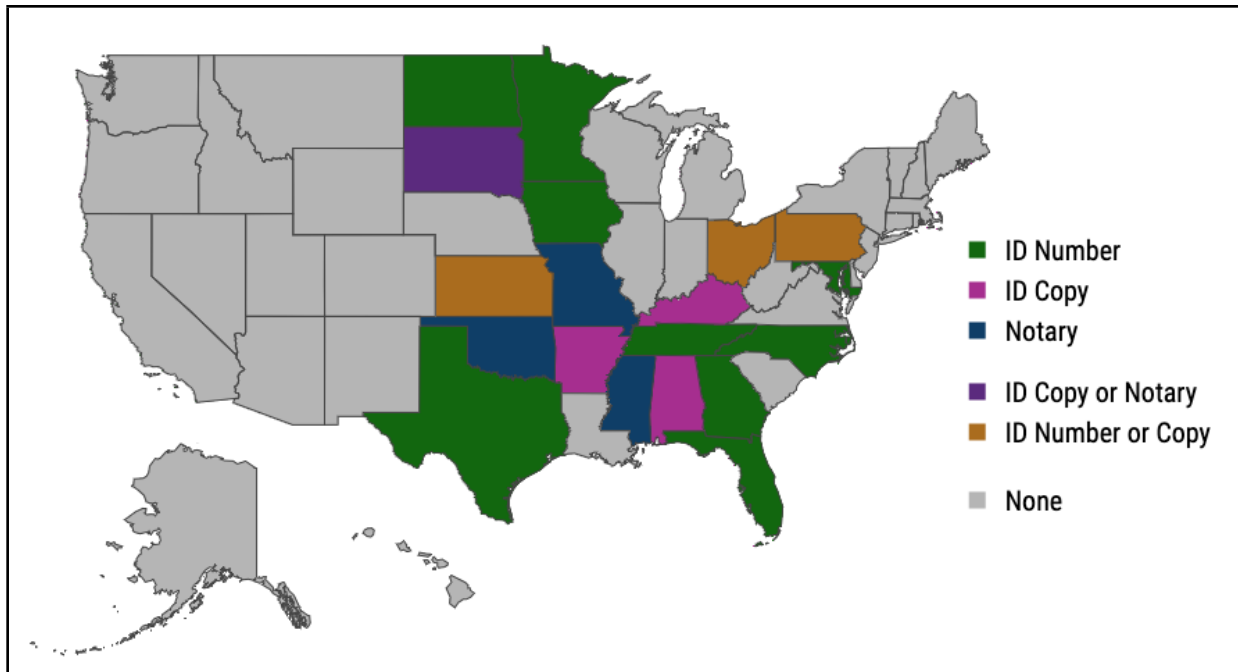 ID Number
ID Copy
Notary
ID Copy or Notary
ID Number or Copy
None